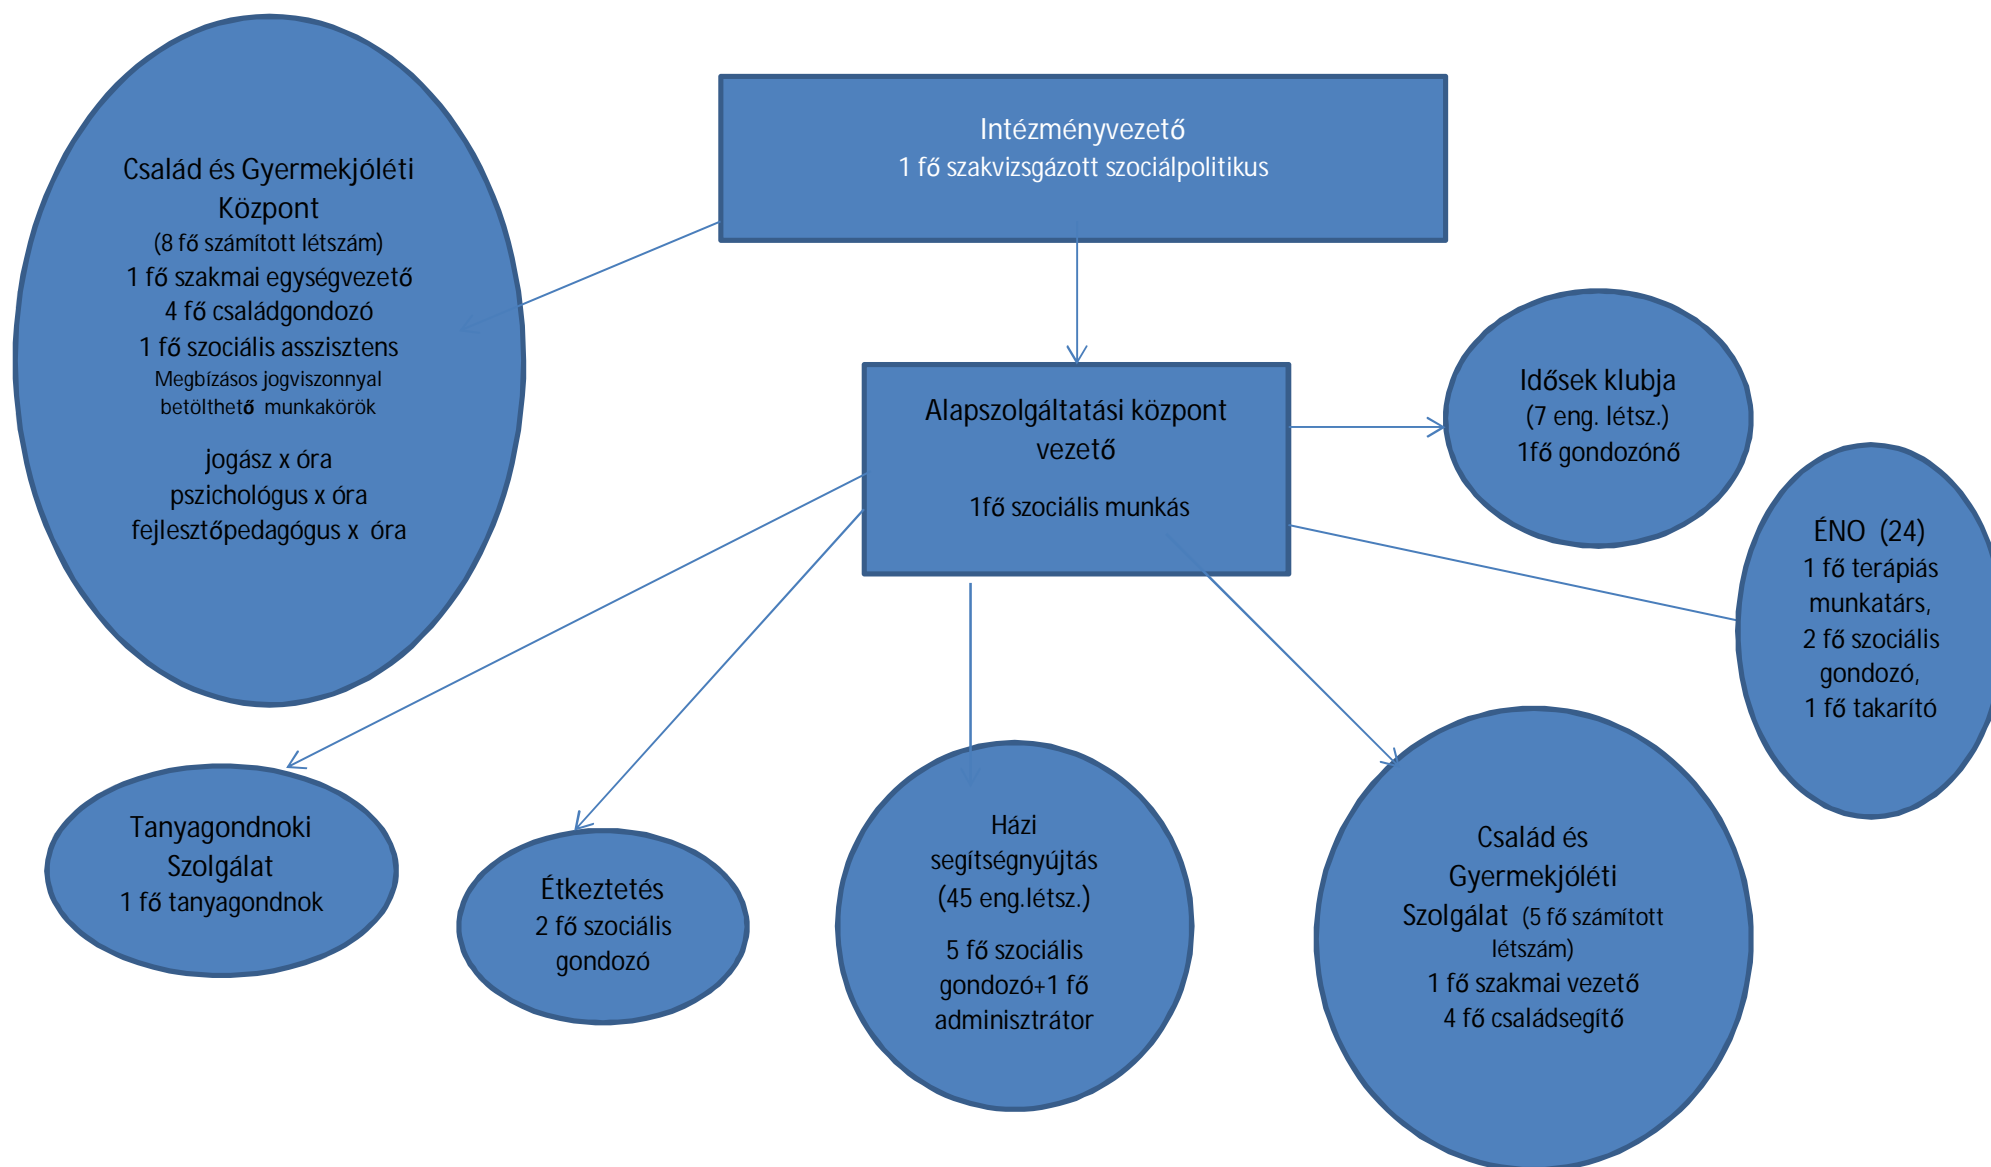 Intézményvezető
1 fő szakvizsgázott szociálpolitikus
Család és Gyermekjóléti
Központ
(8 fő számított létszám)
1 fő szakmai egységvezető
4 fő családgondozó
1 fő szociális asszisztens
Megbízásos jogviszonnyal
betölthető munkakörök
jogász x óra
pszichológus x óra
fejlesztőpedagógus x óra
Alapszolgáltatási központ
vezető
1fő szociális munkás
Idősek klubja
(7 eng. létsz.)
1fő gondozónő
ÉNO (24)
1 fő terápiás
munkatárs,
2 fő szociális
gondozó,
1 fő takarító
Tanyagondnoki
Szolgálat
1 fő tanyagondnok
Étkeztetés
2 fő szociális
gondozó
Házi
segítségnyújtás
(45 eng.létsz.)
5 fő szociális
gondozó+1 fő
adminisztrátor
Család és
Gyermekjóléti
Szolgálat (5 fő számított
létszám)
1 fő szakmai vezető
4 fő családsegítő